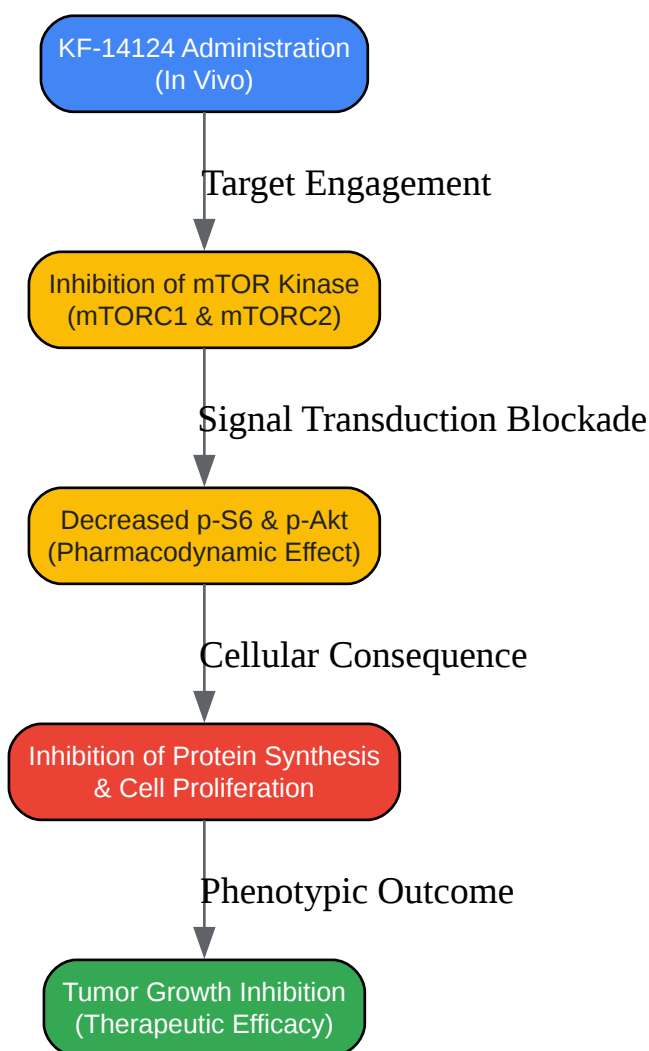 KF-14124 Administration
(In Vivo)
Target Engagement
Inhibition of mTOR Kinase
(mTORC1 & mTORC2)
Signal Transduction Blockade
Decreased p-S6 & p-Akt
(Pharmacodynamic Effect)
Cellular Consequence
Inhibition of Protein Synthesis
& Cell Proliferation
Phenotypic Outcome
Tumor Growth Inhibition
(Therapeutic Efficacy)